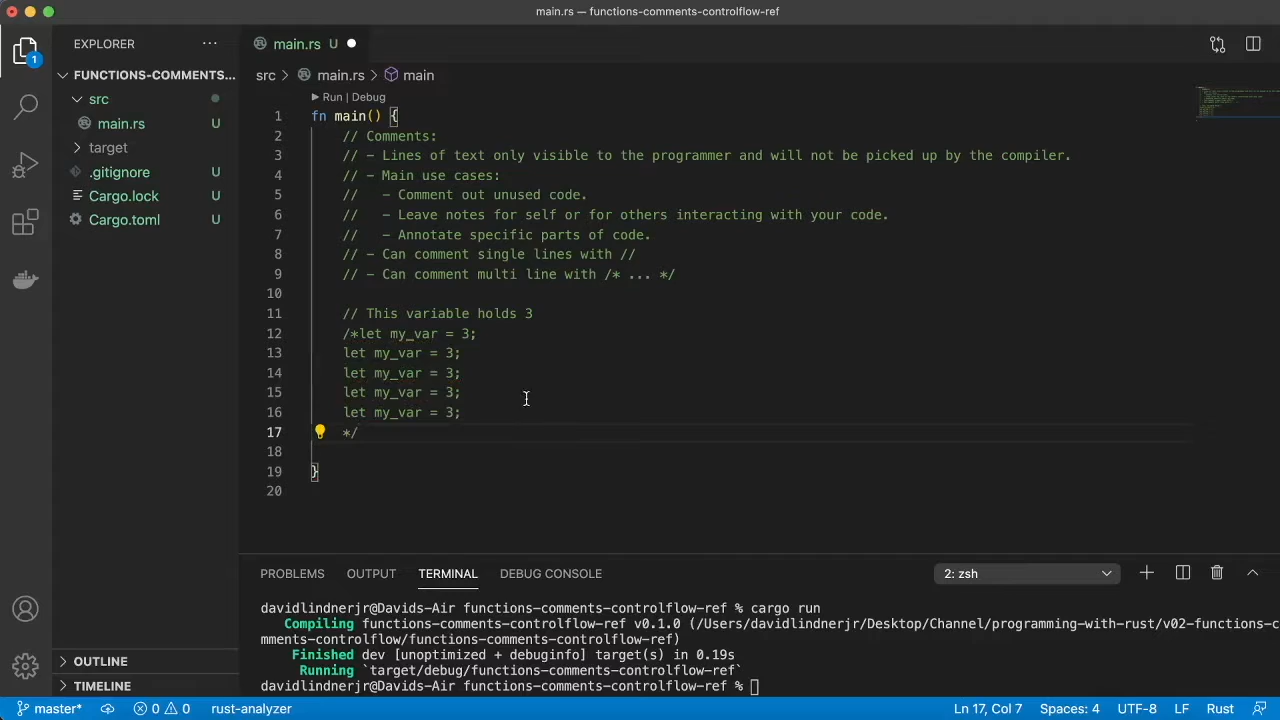 main.rs — functions-comments-controlflow-ref
EXPLORER
FUNCTIONS-COMMENTS...
src
main.rs U
target
.gitignore U
Cargo.lock U
Cargo.toml U
OUTLINE
TIMELINE
1
main.rs U
src > main.rs > main
Run | Debug
1 fn main() {
2 // Comments:
3 // - Lines of text only visible to the programmer and will not be picked up by the compiler.
4 // - Main use cases:
5 //   - Comment out unused code.
6 //   - Leave notes for self or for others interacting with your code.
7 //   - Annotate specific parts of code.
8 // - Can comment single lines with //
9 // - Can comment multi line with /* ... */
10
11 // This variable holds 3
12 /*let my_var = 3;
13 let my_var = 3;
14 let my_var = 3;
15 let my_var = 3;
16 let my_var = 3;
17 */
18
19 }
20
PROBLEMS OUTPUT TERMINAL DEBUG CONSOLE 2: zsh
davidlindnerjr@Davids-Air functions-comments-controlflow-ref % cargo run
Compiling functions-comments-controlflow-ref v0.1.0 (/Users/davidlindnerjr/Desktop/Channel/programming-with-rust/v02-functions-c
mments-controlflow/functions-comments-controlflow-ref)
Finished dev [unoptimized + debuginfo] target(s) in 0.19s
Running `target/debug/functions-comments-controlflow-ref`
davidlindnerjr@Davids-Air functions-comments-controlflow-ref %
master* 0 0 rust-analyzer Ln 17, Col 7 Spaces: 4 UTF-8 LF Rust